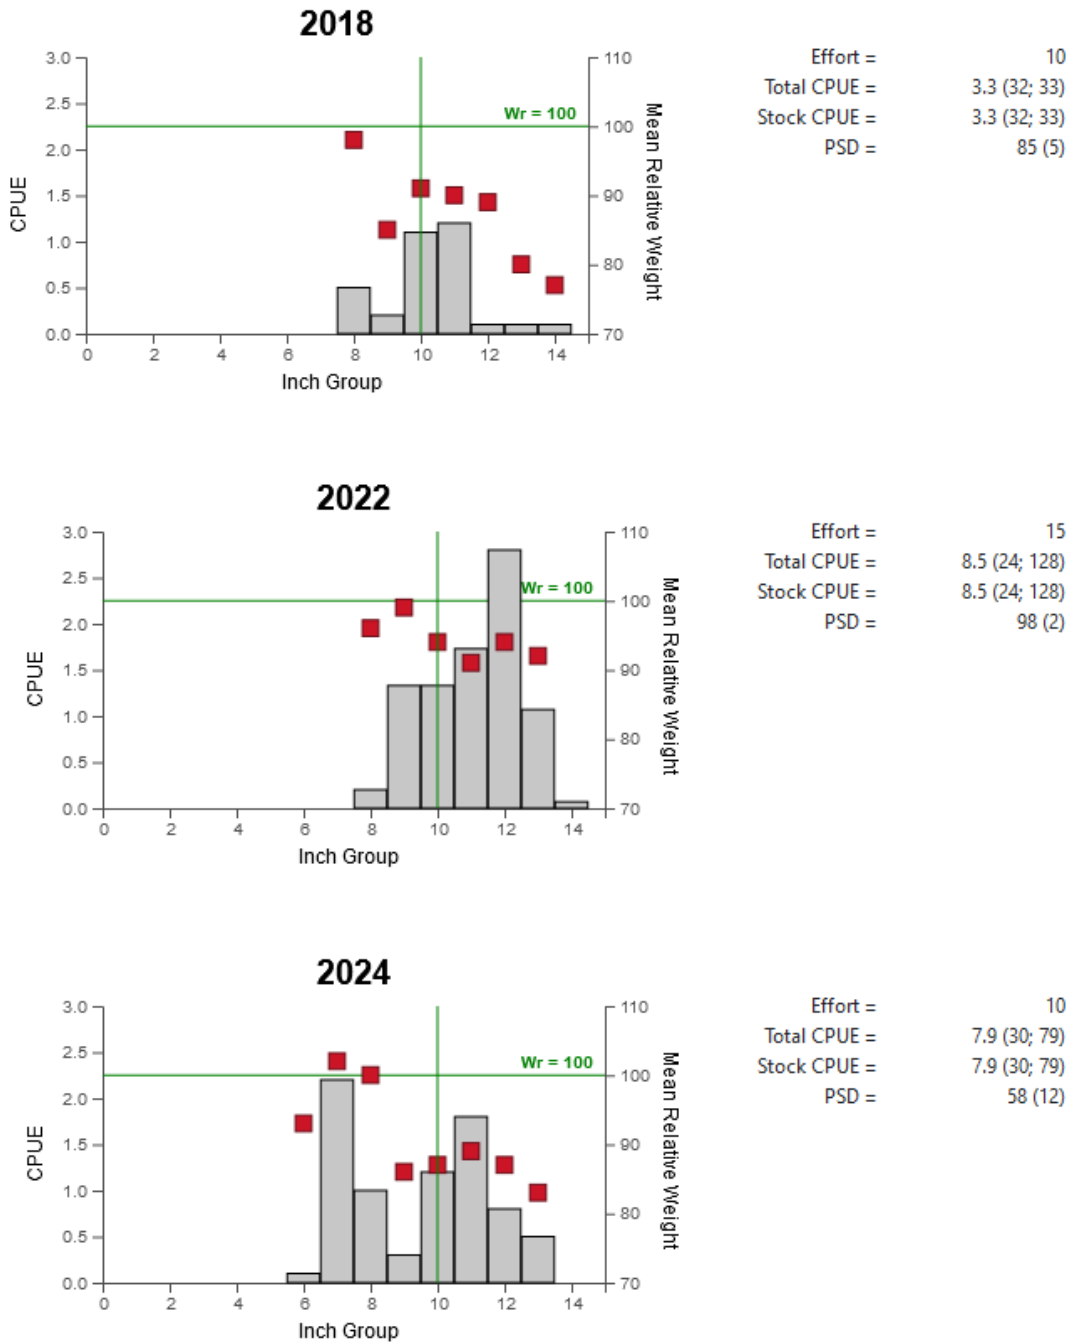 2018
3.0
2.5
2.0
1.5
1.0
0.5
0.0
CPUE
110
100
90
80
70
Mean Relative Weight
Wr = 100
0 2 4 6 8 10 12 14
Inch Group
Effort = 10
Total CPUE = 3.3 (32; 33)
Stock CPUE = 3.3 (32; 33)
PSD = 85 (5)
2022
3.0
2.5
2.0
1.5
1.0
0.5
0.0
CPUE
110
100
90
80
70
Mean Relative Weight
Wr = 100
0 2 4 6 8 10 12 14
Inch Group
Effort = 15
Total CPUE = 8.5 (24; 128)
Stock CPUE = 8.5 (24; 128)
PSD = 98 (2)
2024
3.0
2.5
2.0
1.5
1.0
0.5
0.0
CPUE
110
100
90
80
70
Mean Relative Weight
Wr = 100
0 2 4 6 8 10 12 14
Inch Group
Effort = 10
Total CPUE = 7.9 (30; 79)
Stock CPUE = 7.9 (30; 79)
PSD = 58 (12)